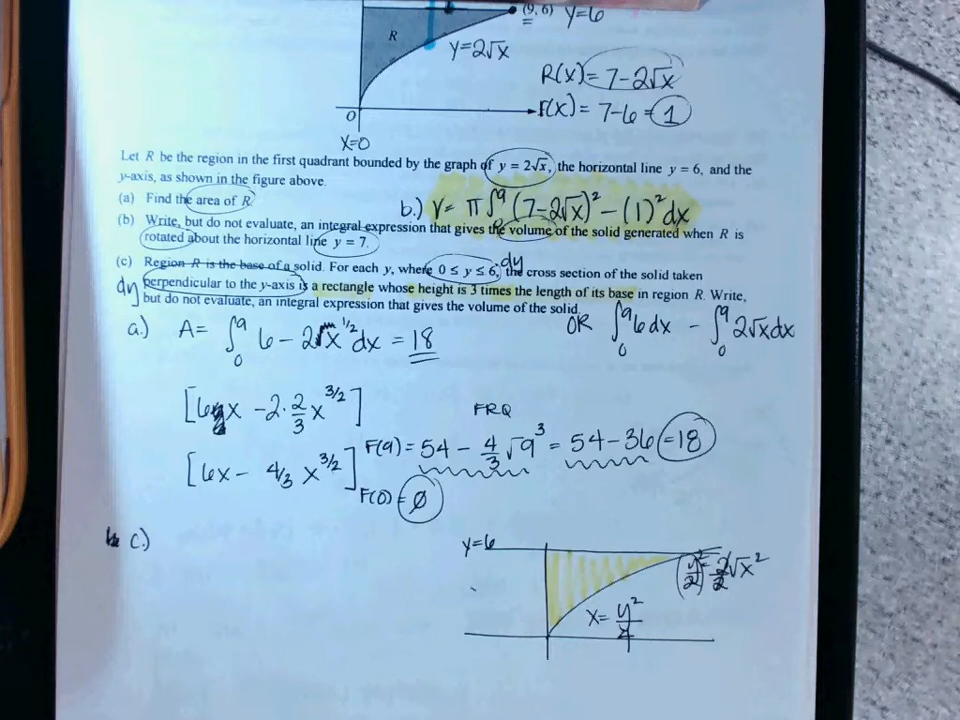 (9, 6) y=6
R
y=2√x
R(x)= 7-2√x
r(x)= 7-6=1
O
x=0
Let R be the region in the first quadrant bounded by the graph of y = 2√x, the horizontal line y = 6, and the
y-axis, as shown in the figure above.
(a) Find the area of R.
b.) V= π∫₀⁹ (7-2√x)² - (1)² dx
(b) Write, but do not evaluate, an integral expression that gives the volume of the solid generated when R is
rotated about the horizontal line y = 7.
dy
(c) Region R is the base of a solid. For each y, where 0 ≤ y ≤ 6, the cross section of the solid taken
dy perpendicular to the y-axis is a rectangle whose height is 3 times the length of its base in region R. Write,
but do not evaluate, an integral expression that gives the volume of the solid.
a.) A= ∫₀⁹ 6 - 2x^1/2 dx = 18
OR ∫₀⁹ 6dx - ∫₀⁹ 2√x dx
[6x - 2·2/3 x^3/2]
FRQ
[6x - 4/3 x^3/2] F(9) = 54 - 4/3 √9³ = 54-36 =18
F(0) = ø
c.)
y=6
(y/2)² = 2/2 √x²
x= y²/4